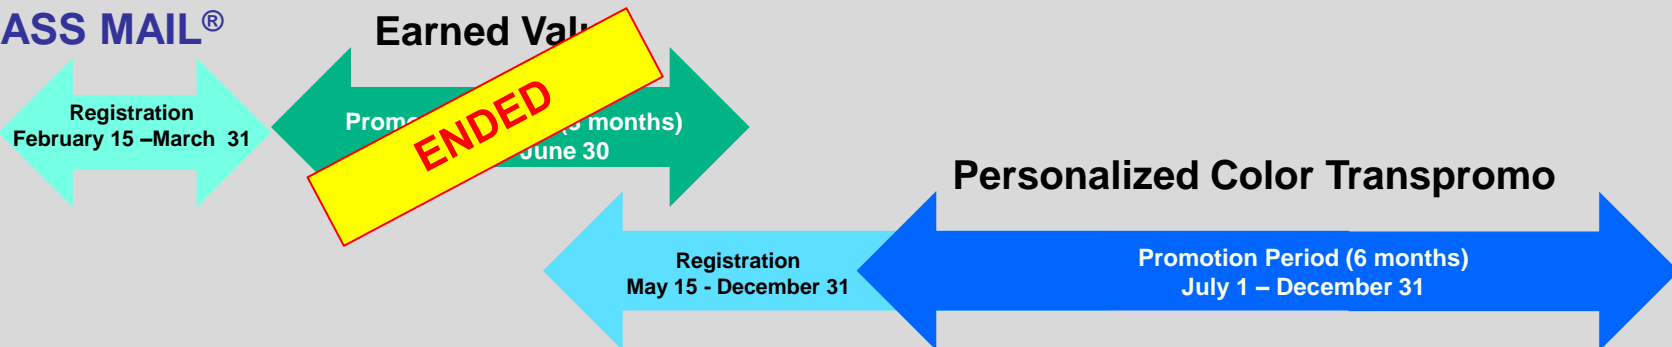 ASS MAIL®
Earned Valu
Registration
February 15 –March 31
Prom
months)
June 30
ENDED
Personalized Color Transpromo
Registration
May 15 - December 31
Promotion Period (6 months)
July 1 – December 31